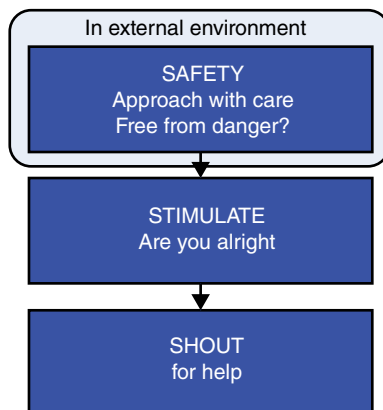 In external environment
SAFETY
Approach with care
Free from danger?
STIMULATE
Are you alright
SHOUT
for help